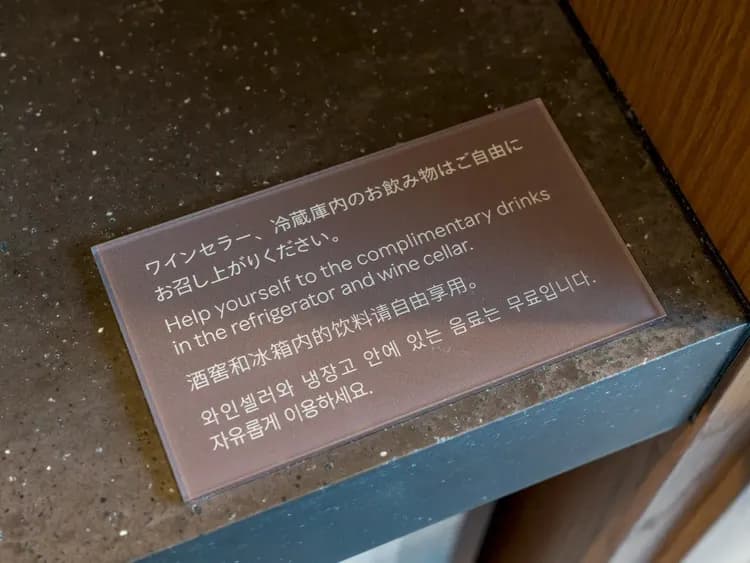 ワインセラー、冷蔵庫内のお飲み物はご自由に
お召し上がりください。
Help yourself to the complimentary drinks
in the refrigerator and wine cellar.
酒窖和冰箱内的饮料请自由享用。
와인셀러와 냉장고 안에 있는 음료는 무료입니다.
자유롭게 이용하세요.